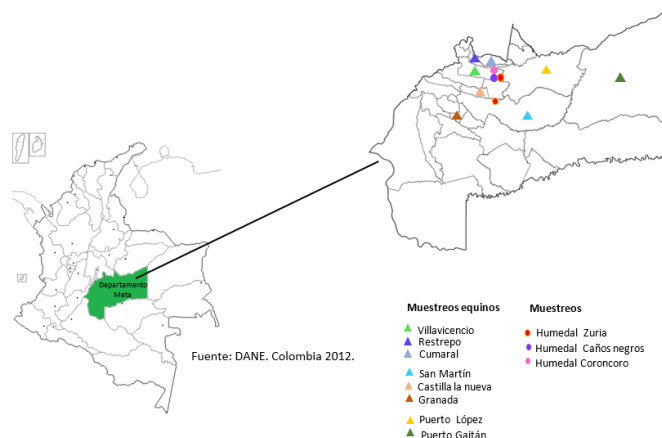 Departamento
Meta
Fuente: DANE. Colombia 2012.
Muestreos equinos
Villavicencio
Restrepo
Cumaral
San Martín
Castilla la nueva
Granada
Puerto López
Puerto Gaitán
Muestreos
Humedal Zuria
Humedal Caños negros
Humedal Coroncoro